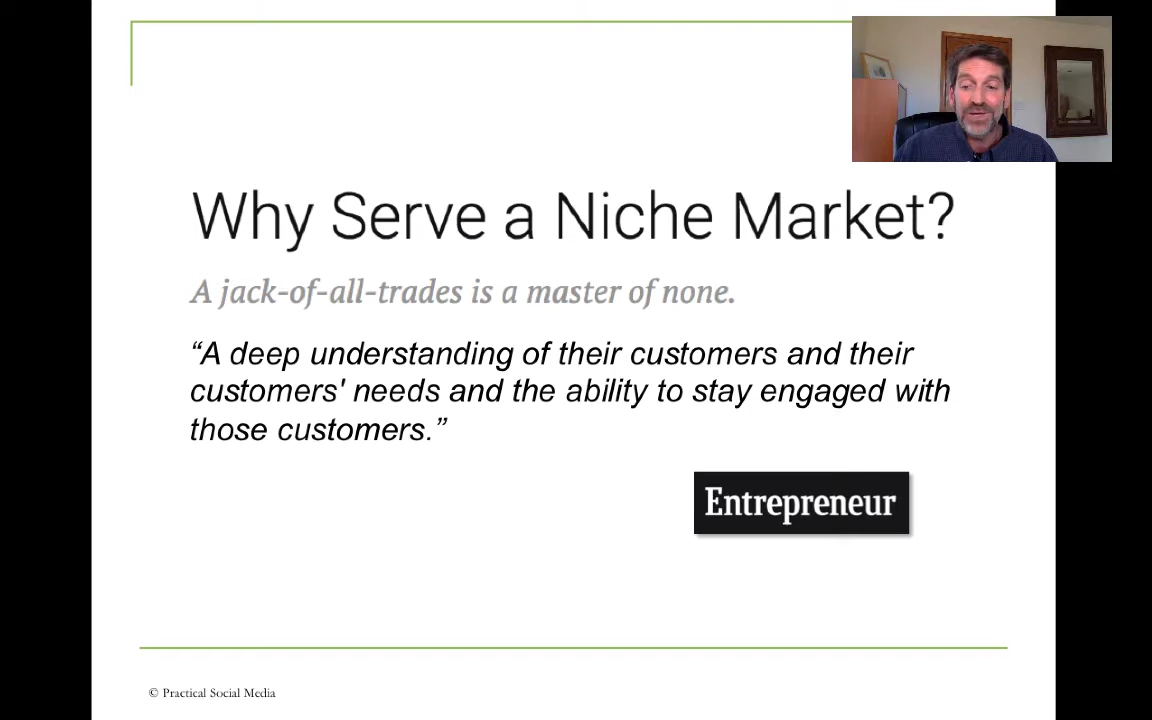 Why Serve a Niche Market?
A jack-of-all-trades is a master of none.
“A deep understanding of their customers and their
customers' needs and the ability to stay engaged with
those customers.”
Entrepreneur
© Practical Social Media